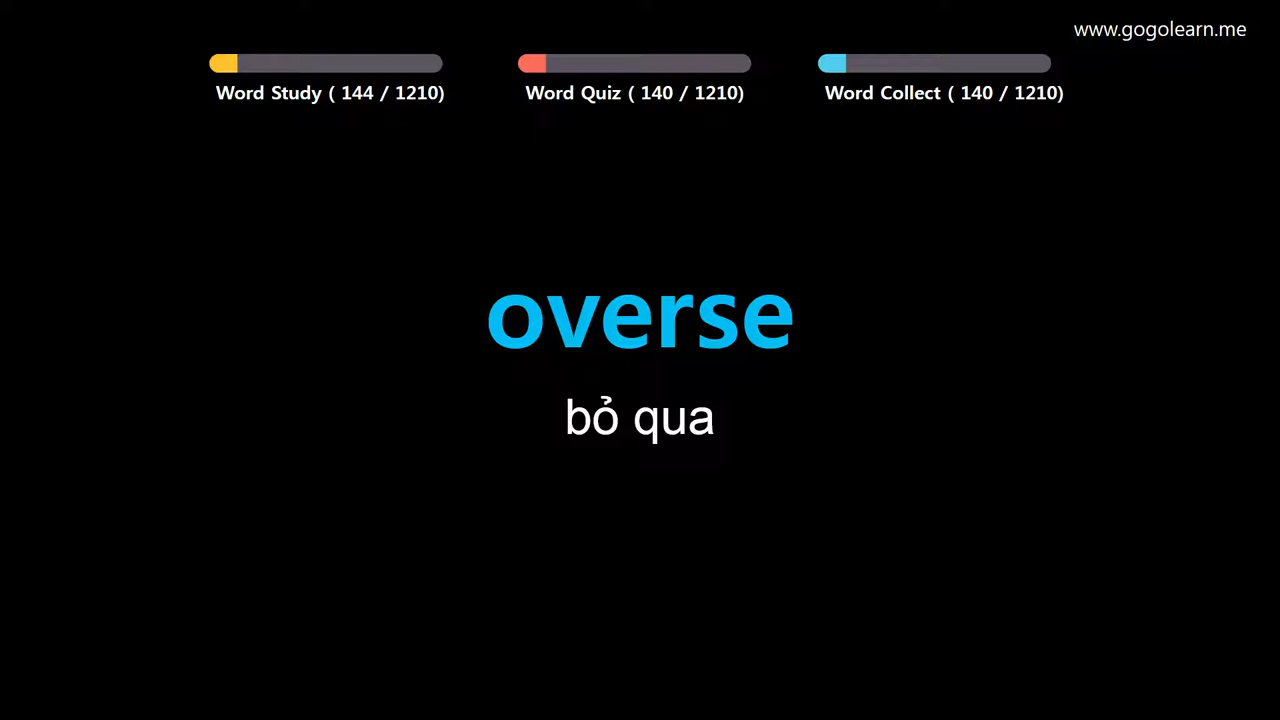 www.gogolearn.me
Word Study ( 144 / 1210)
Word Quiz ( 140 / 1210)
Word Collect ( 140 / 1210)
overse
bỏ qua